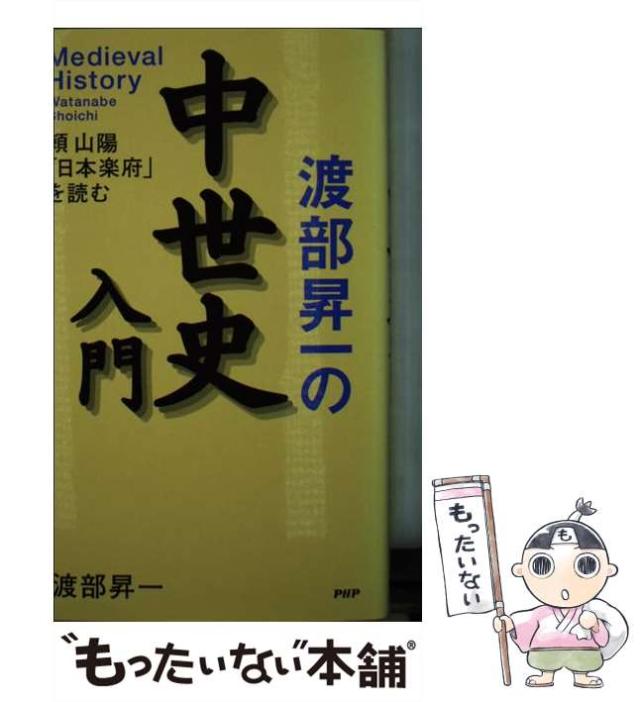 Medieval
History
Watanabe
Shoichi
頼 山陽
「日本楽府」
を読む
渡部昇一の
中世史
入門
渡部昇一
PHP
"もったいない"本舗®
も
もったいない